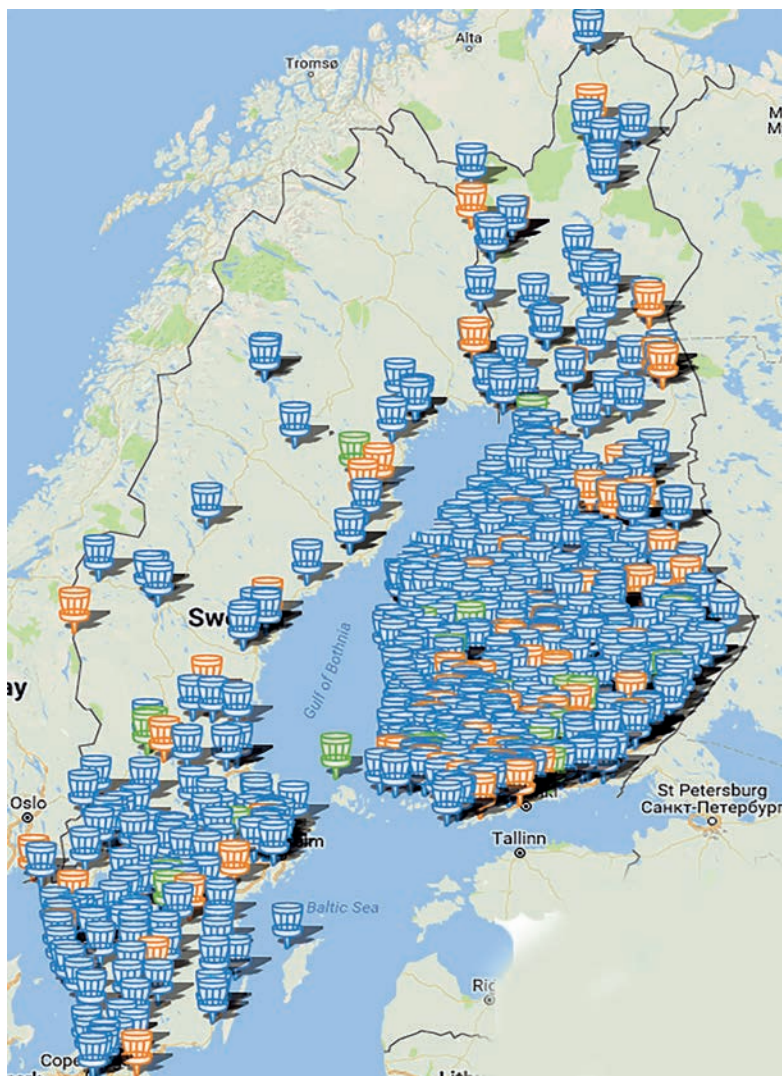 Alta
Tromsø
M
M
Swe
Gulf of Bothnia
ay
Oslo
St Petersburg
Санкт-Петербург
Tallinn
Baltic Sea
Cope